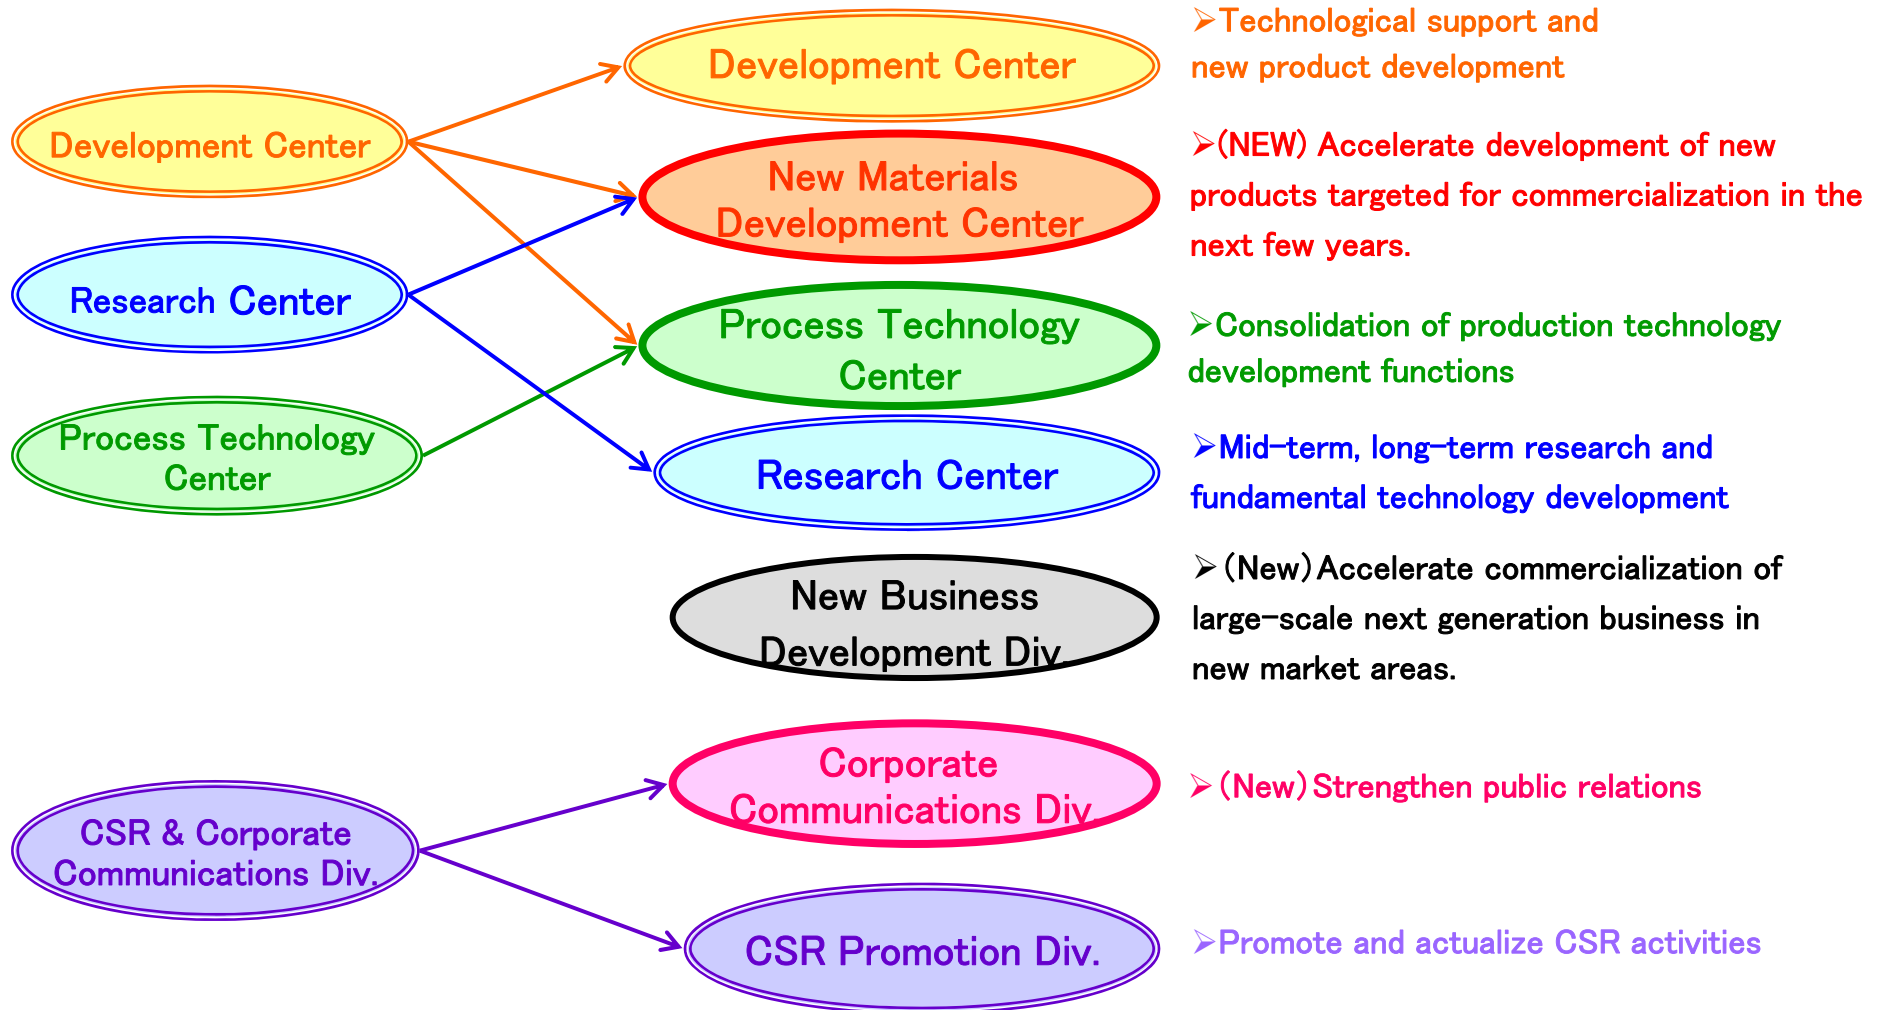 Development Center
Research Center
Process Technology
Center
CSR & Corporate
Communications Div.
Development Center
➢Technological support and
new product development
New Materials
Development Center
➢(NEW) Accelerate development of new
products targeted for commercialization in the
next few years.
Process Technology
Center
➢Consolidation of production technology
development functions
Research Center
➢Mid-term, long-term research and
fundamental technology development
New Business
Development Div.
➢(New)Accelerate commercialization of
large-scale next generation business in
new market areas.
Corporate
Communications Div.
➢(New)Strengthen public relations
CSR Promotion Div.
➢Promote and actualize CSR activities